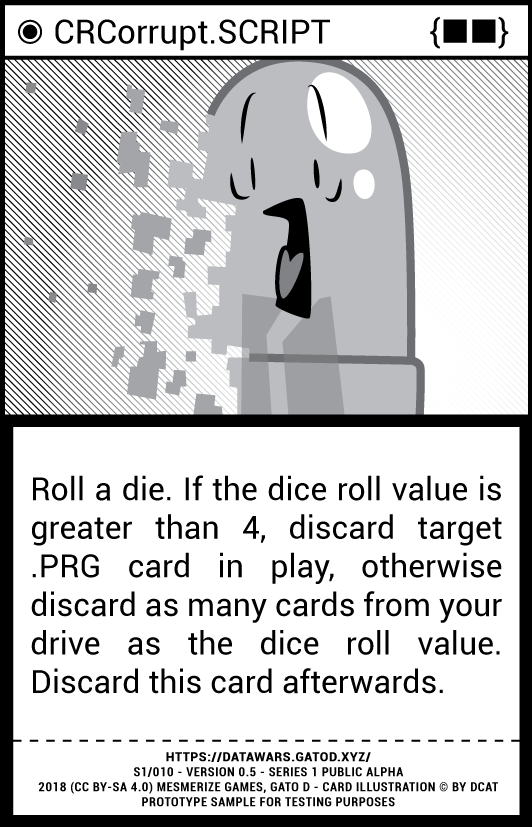 CRCorrupt.SCRIPT {■■}
Roll a die. If the dice roll value is
greater than 4, discard target
.PRG card in play, otherwise
discard as many cards from your
drive as the dice roll value.
Discard this card afterwards.
HTTPS://DATAWARS.GATOD.XYZ/
S1/010 - VERSION 0.5 - SERIES 1 PUBLIC ALPHA
2018 (CC BY-SA 4.0) MESMERIZE GAMES, GATO D - CARD ILLUSTRATION © BY DCAT
PROTOTYPE SAMPLE FOR TESTING PURPOSES